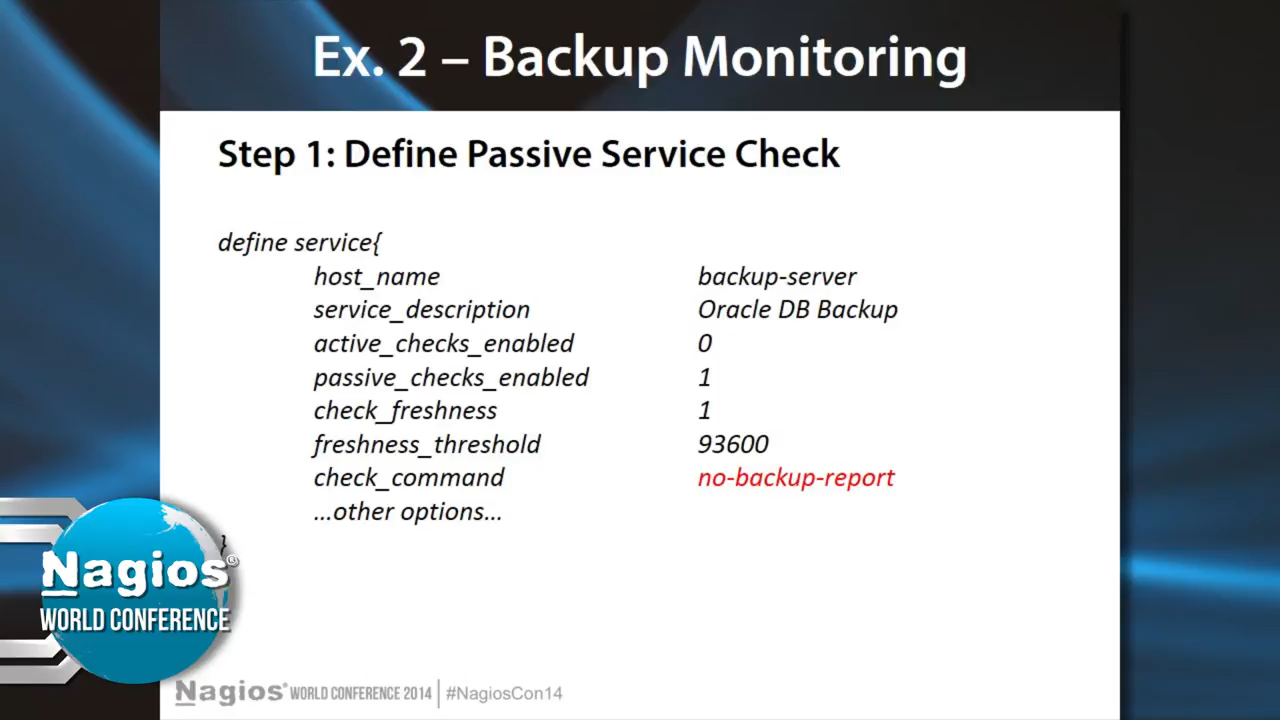 Ex. 2 – Backup Monitoring
Step 1: Define Passive Service Check
define service{
host_name backup-server
service_description Oracle DB Backup
active_checks_enabled 0
passive_checks_enabled 1
check_freshness 1
freshness_threshold 93600
check_command no-backup-report
...other options...
}
Nagios®
WORLD CONFERENCE
Nagios® WORLD CONFERENCE 2014 | #NagiosCon14